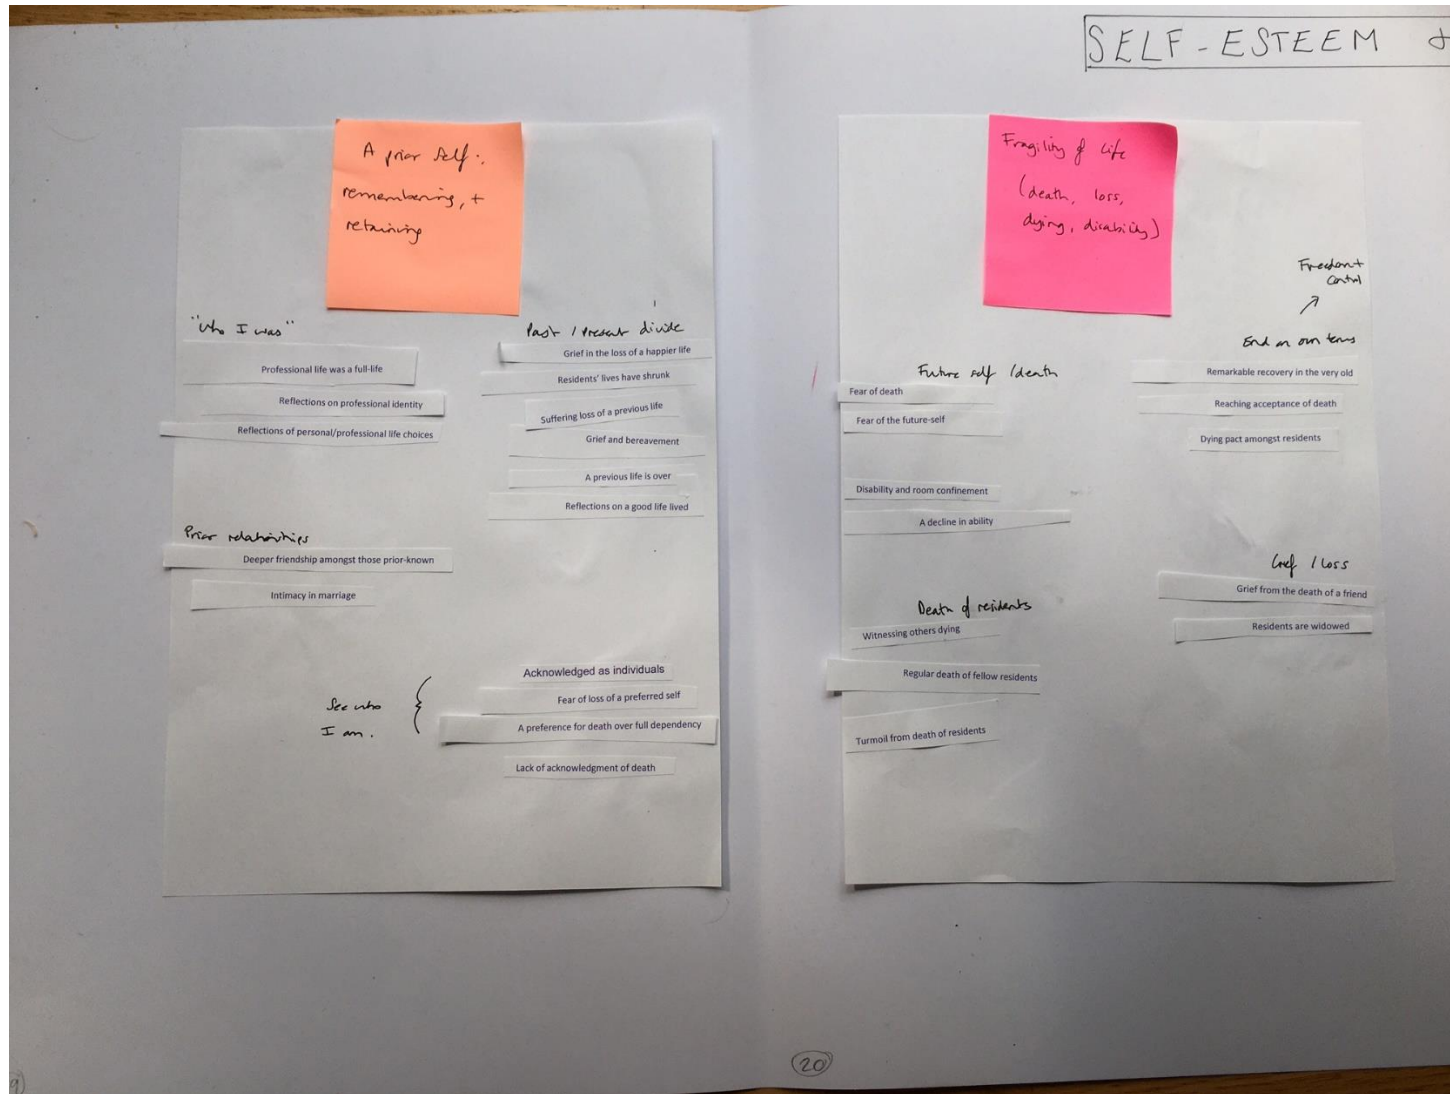 SELF-ESTEEM &
A prior self:
remembering, +
retaining
"Who I was"
Professional life was a full-life
Reflections on professional identity
Reflections of personal/professional life choices
Past / Present divide
Grief in the loss of a happier life
Residents' lives have shrunk
Suffering loss of a previous life
Grief and bereavement
A previous life is over
Reflections on a good life lived
Prior relationships
Deeper friendship amongst those prior-known
Intimacy in marriage
See who
I am.
Acknowledged as individuals
Fear of loss of a preferred self
A preference for death over full dependency
Lack of acknowledgment of death
Fragility of life
(death, loss,
dying, disability)
Future self /death
Fear of death
Fear of the future-self
Disability and room confinement
A decline in ability
Death of residents
Witnessing others dying
Regular death of fellow residents
Turmoil from death of residents
Freedom +
control
End on own terms
Remarkable recovery in the very old
Reaching acceptance of death
Dying pact amongst residents
Grief / Loss
Grief from the death of a friend
Residents are widowed
20